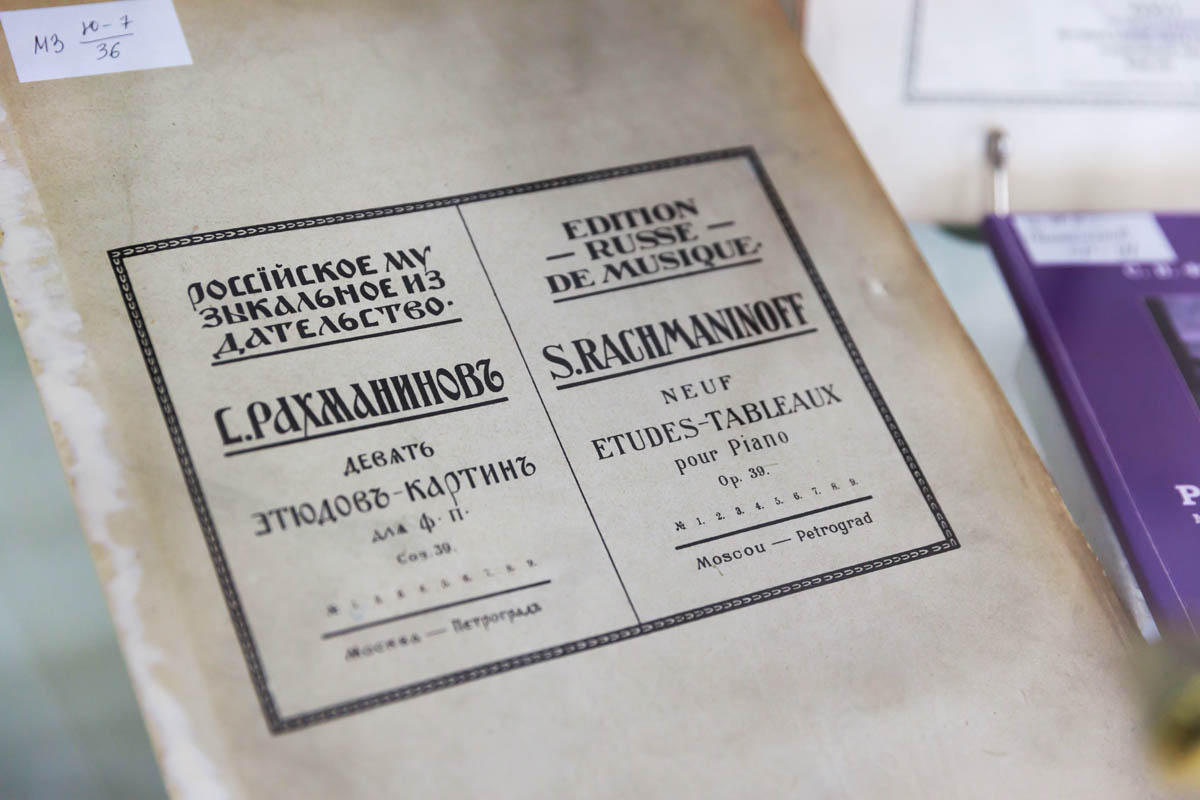 МЗ Ю-7
36
РОССІЙСКОЕ МУ
ЗЫКАЛЬНОЕ ИЗ
ДАТЕЛЬСТВО·
С.РАХМАНИНОВЪ
ДЕВЯТЬ
ЭТЮДОВЪ-КАРТИНЪ
для ф. п.
Соч. 39.
№ 1. 2. 3. 4. 5. 6. 7. 8. 9.
Москва — Петроградъ
EDITION
— RUSSE —
DE MUSIQUE·
S.RACHMANINOFF
NEUF
ETUDES-TABLEAUX
pour Piano
Op. 39.
№ 1. 2. 3. 4. 5. 6. 7. 8. 9.
Moscou — Petrograd